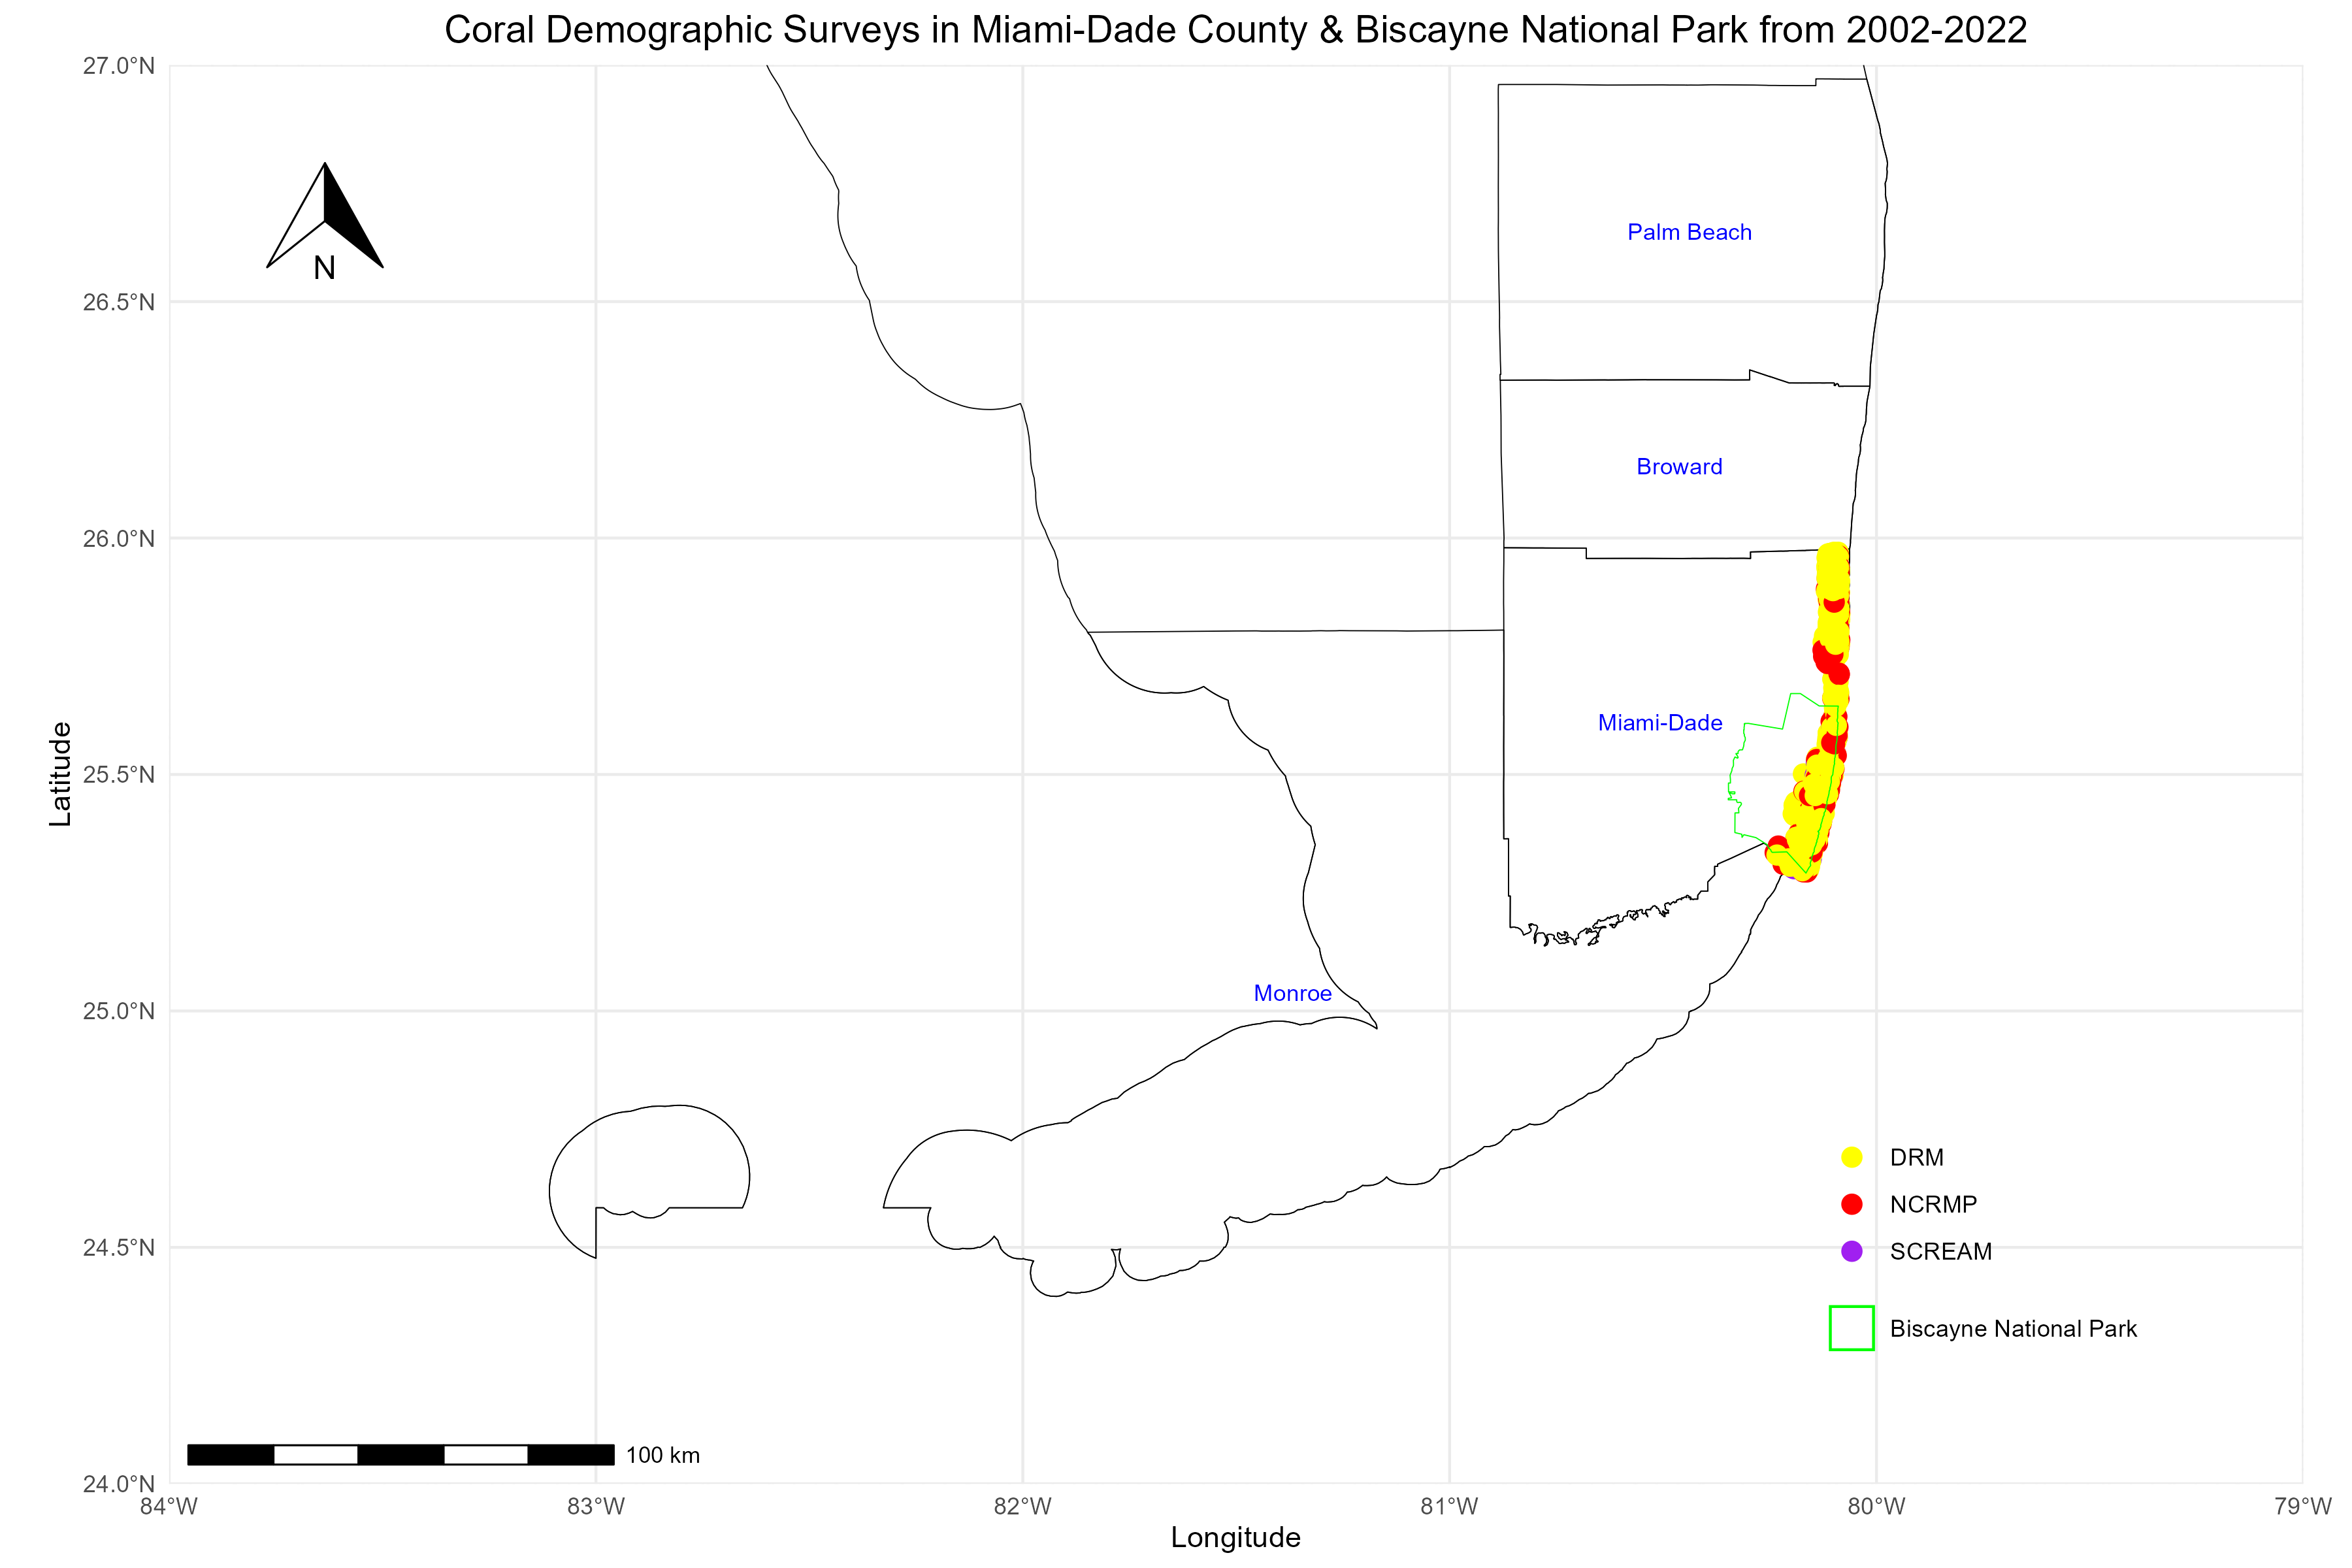 Coral Demographic Surveys in Miami-Dade County & Biscayne National Park from 2002-2022
27.0°N
26.5°N
26.0°N
25.5°N
25.0°N
24.5°N
24.0°N
Latitude
N
Palm Beach
Broward
Miami-Dade
Monroe
DRM
NCRMP
SCREAM
Biscayne National Park
100 km
84°W
83°W
82°W
81°W
80°W
79°W
Longitude